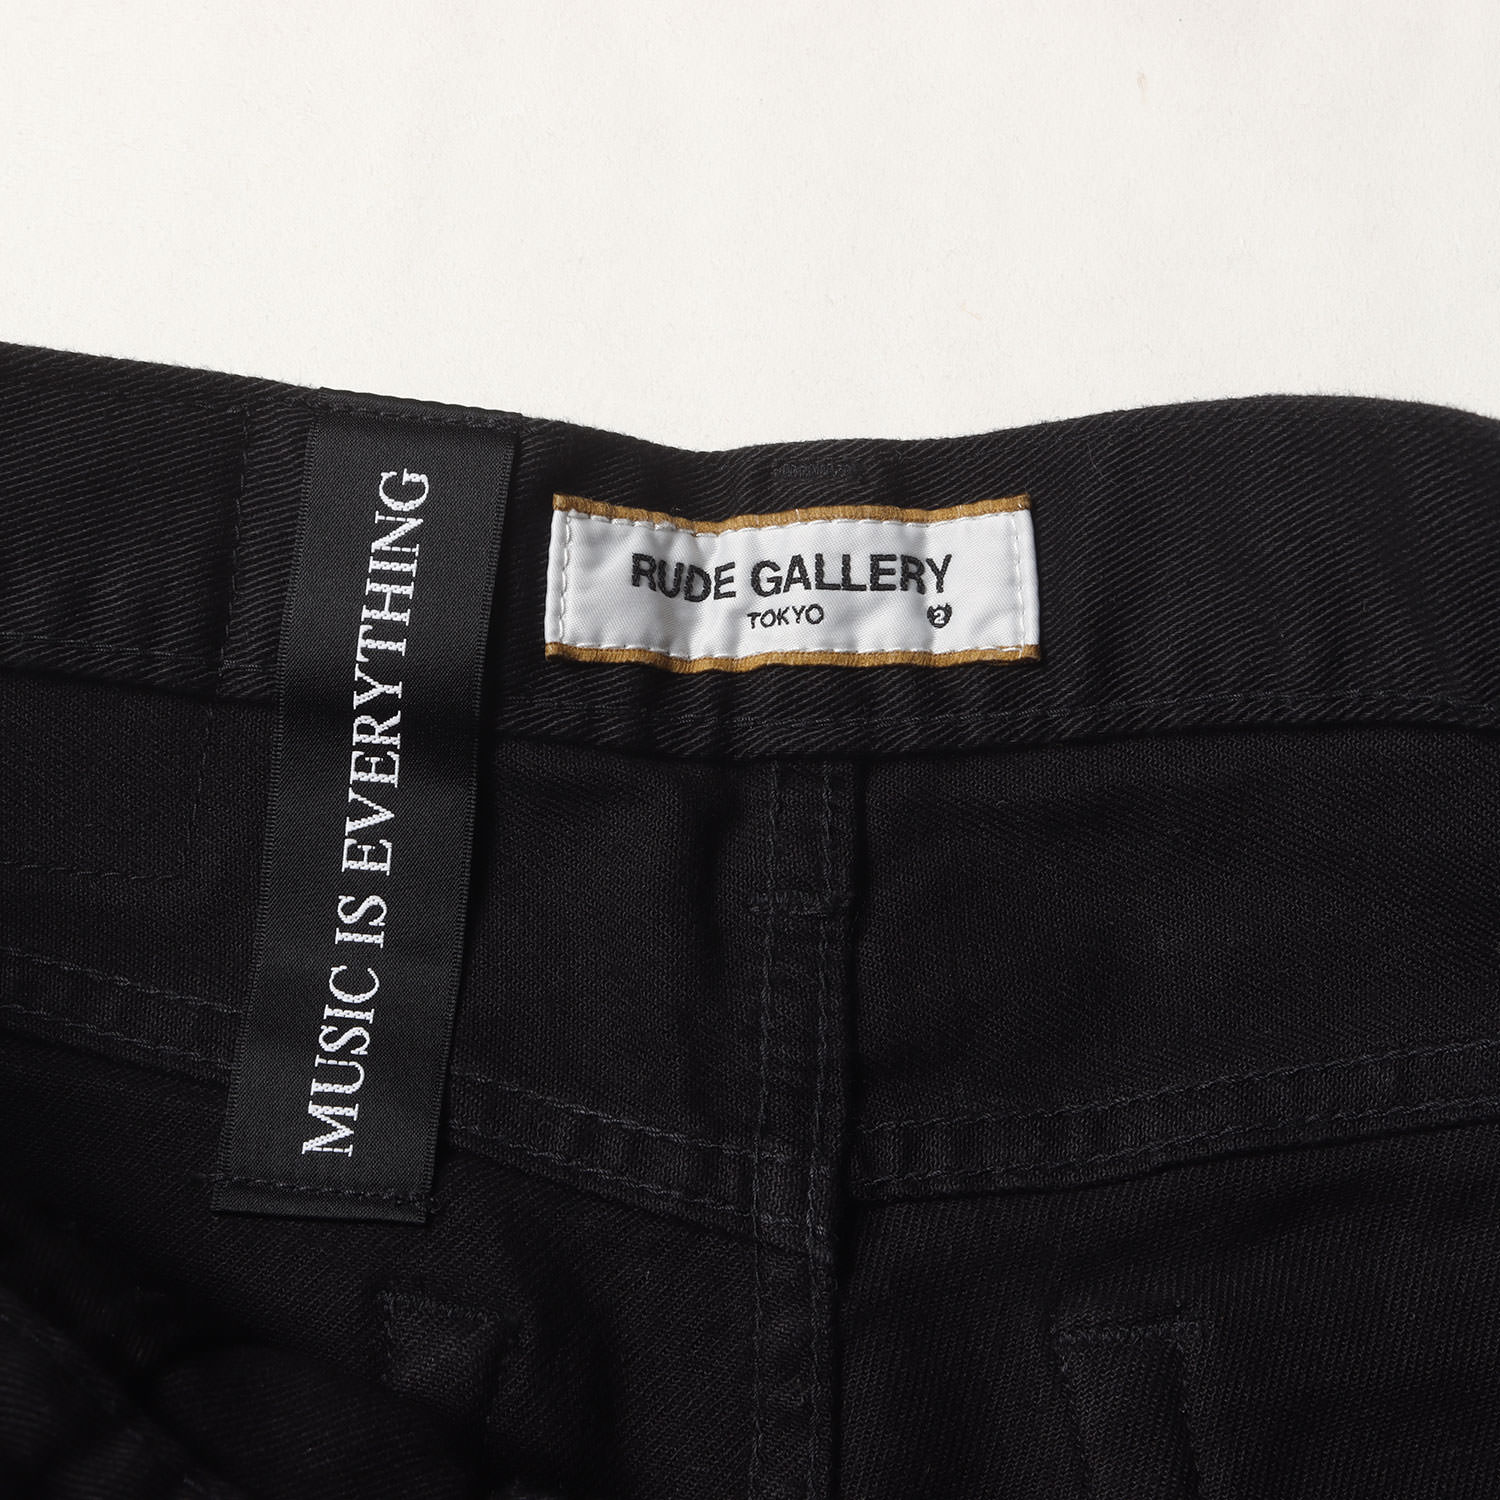 MUSIC IS EVERYTHING
RUDE GALLERY
TOKYO
2